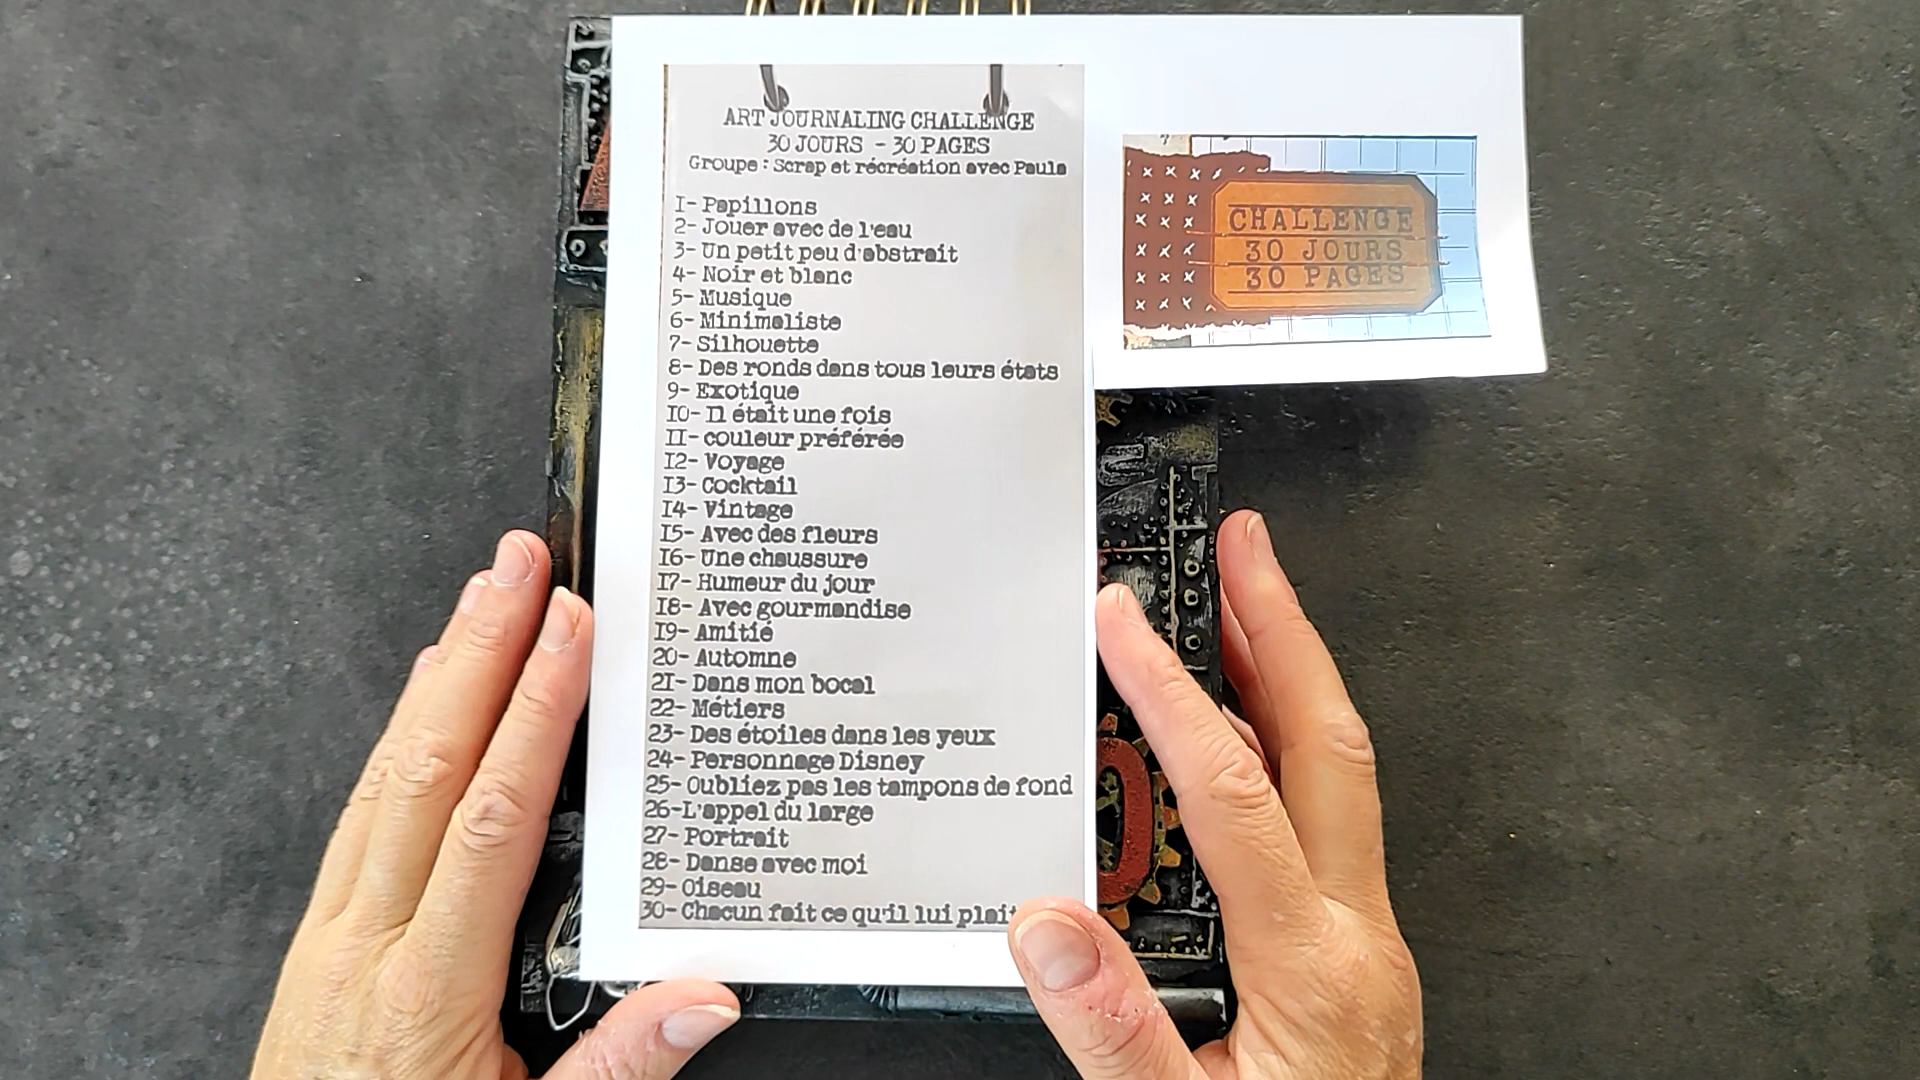 ART JOURNALING CHALLENGE
30 JOURS - 30 PAGES
Groupe : Scrap et récréation avec Paula
1- Papillons
2- Jouer avec de l'eau
3- Un petit peu d'abstrait
4- Noir et blanc
5- Musique
6- Minimaliste
7- Silhouette
8- Des ronds dans tous leurs états
9- Exotique
10- Il était une fois
11- couleur préférée
12- Voyage
13- Cocktail
14- Vintage
15- Avec des fleurs
16- Une chaussure
17- Humeur du jour
18- Avec gourmandise
19- Amitié
20- Automne
21- Dans mon bocal
22- Métiers
23- Des étoiles dans les yeux
24- Personnage Disney
25- Oubliez pas les tampons de fond
26-L'appel du large
27- Portrait
28- Danse avec moi
29- Oiseau
30- Chacun fait ce qu'il lui plait
CHALLENGE
30 JOURS
30 PAGES